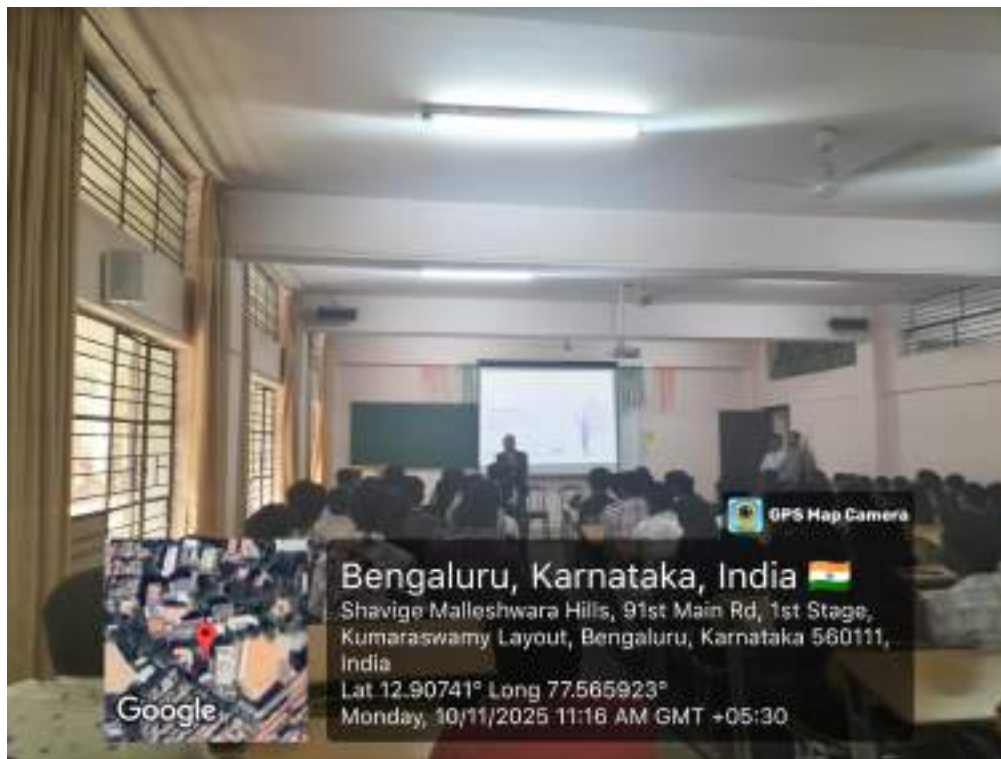 GPS Map Camera
Bengaluru, Karnataka, India
Shavige Malleshwara Hills, 91st Main Rd, 1st Stage,
Kumaraswamy Layout, Bengaluru, Karnataka 560111,
India
Lat 12.90741° Long 77.565923°
Monday, 10/11/2025 11:16 AM GMT +05:30
Google